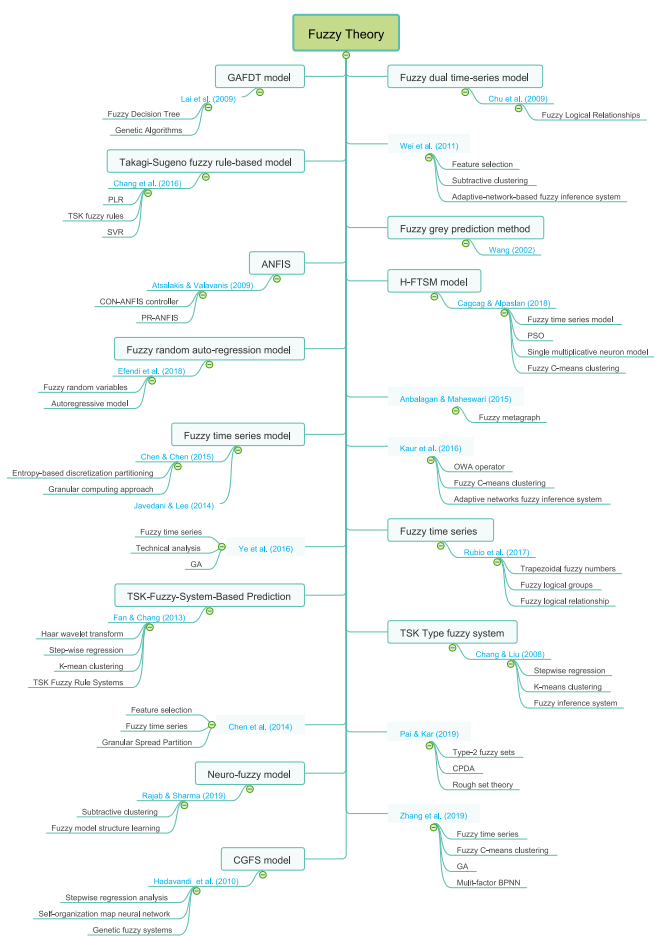 Fuzzy Theory
GAFDT model
Lai et sl. (2009)
Fuzzy Decision Tree
Genetic Algorithms
Takagi-Sugeno fuzzy rule-based model
Chang et al. (2016)
PLR
TSK fuzzy rules
SVR
ANFIS
Atsalakis & Valavanis (2009)
CON-ANFIS controller
PR-ANFIS
Fuzzy random auto-regression model
Efendi et al. (2018)
Fuzzy random variables
Autoregressive model
Fuzzy time series model
Chen & Chen (2015)
Entropy-based discretization partitioning
Granular computing approach
Javedani & Lee (2014)
Ye et al. (2016)
Fuzzy time series
Technical analysis
GA
TSK-Fuzzy-System-Based Prediction
Fan & Chang (2013)
Haar wavelet transform
Step-wise regression
K-mean clustering
TSK Fuzzy Rule Systems
Chen et al. (2014)
Feature selection
Fuzzy time series
Granular Spread Partition
Neuro-fuzzy model
Rajab & Sharma (2019)
Subtractive clustering
Fuzzy model structure learning
CGFS model
Hadavandi et al. (2010)
Stepwise regression analysis
Self-organization map neural network
Genetic fuzzy systems
Fuzzy dual time-series model
Chu et al. (2009)
Fuzzy Logical Relationships
Wei et al. (2011)
Feature selection
Subtractive clustering
Adaptive-network-based fuzzy inference system
Fuzzy grey prediction method
Wang (2002)
H-FTSM model
Cagcag & Alpaslan (2018)
Fuzzy time series model
PSO
Single multiplicative neuron model
Fuzzy C-means clustering
Anbalagan & Maheswari (2015)
Fuzzy metagraph
Kaur et al. (2016)
OWA operator
Fuzzy C-means clustering
Adaptive networks fuzzy inference system
Fuzzy time series
Rubio et al. (2017)
Trapezoidal fuzzy numbers
Fuzzy logical groups
Fuzzy logical relationship
TSK Type fuzzy system
Chang & Liu (2008)
Stepwise regression
K-means clustering
Fuzzy inference system
Pal & Kar (2019)
Type-2 fuzzy sets
CPDA
Rough set theory
Zhang et al. (2019)
Fuzzy time series
Fuzzy C-means clustering
GA
Multi-factor BPNN